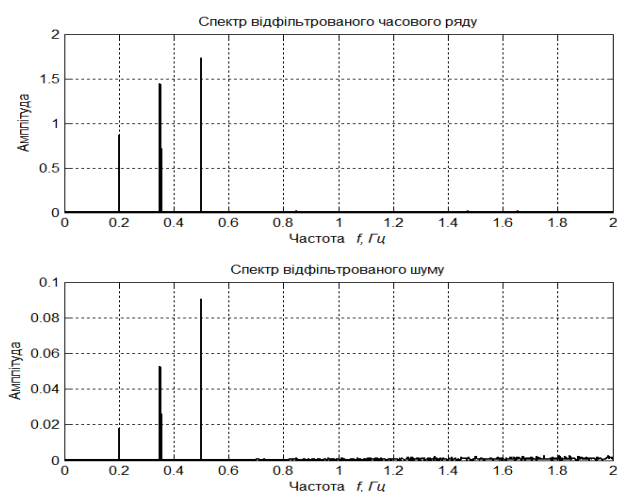 Спектр відфільтрованого часового ряду
2
1.5
1
0.5
0
Амплітуда
0 0.2 0.4 0.6 0.8 1 1.2 1.4 1.6 1.8 2
Частота f, Гц
Спектр відфільтрованого шуму
0.1
0.08
0.06
0.04
0.02
0
Амплітуда
0 0.2 0.4 0.6 0.8 1 1.2 1.4 1.6 1.8 2
Частота f, Гц